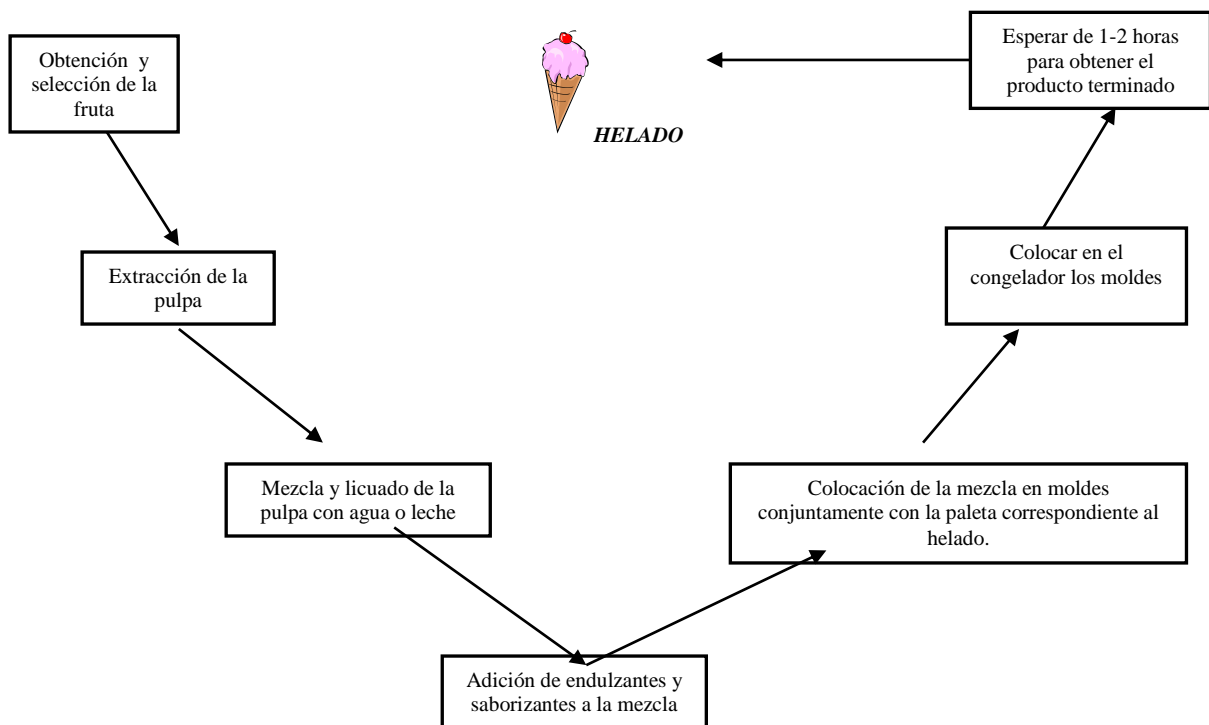 Obtención y
selección de la
fruta
Extracción de la
pulpa
Mezcla y licuado de la
pulpa con agua o leche
Adición de endulzantes y
saborizantes a la mezcla
Colocación de la mezcla en moldes
conjuntamente con la paleta correspondiente al
helado.
Colocar en el
congelador los moldes
Esperar de 1-2 horas
para obtener el
producto terminado
HELADO